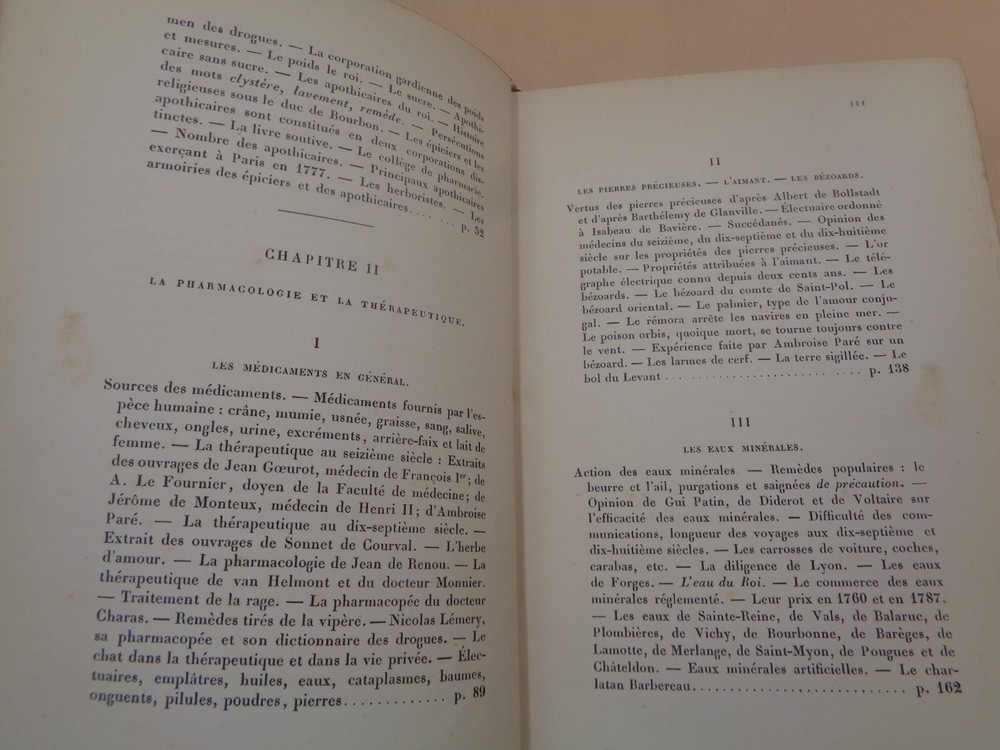 men des drogues. — La corporation gardienne des poids
et mesures. — Le poids le roi. — Le sucre. — Apothi-
caire sans sucre. — Les apothicaires du roi. — Histoire
des mots clystère, lavement, remède. — Persécutions
religieuses sous le duc de Bourbon. — Les épiciers et les
apothicaires sont constitués en deux corporations dis-
tinctes. — La livre soutive. — Le collège de pharmacie.
— Nombre des apothicaires. — Principaux apothicaires
exerçant à Paris en 1777. — Les herboristes. — Les
armoiries des épiciers et des apothicaires...... p. 52
CHAPITRE II
LA PHARMACOLOGIE ET LA THÉRAPEUTIQUE.
I
LES MÉDICAMENTS EN GÉNÉRAL.
Sources des médicaments. — Médicaments fournis par l'es-
pèce humaine : crâne, mumie, usnée, graisse, sang, salive,
cheveux, ongles, urine, excréments, arrière-faix et lait de
femme. — La thérapeutique au seizième siècle : Extraits
des ouvrages de Jean Gœurot, médecin de François Ier; de
A. Le Fournier, doyen de la Faculté de médecine; de
Jérôme de Monteux, médecin de Henri II; d'Ambroise
Paré. — La thérapeutique au dix-septième siècle. —
Extrait des ouvrages de Sonnet de Courval. — L'herbe
d'amour. — La pharmacologie de Jean de Renou. — La
thérapeutique de van Helmont et du docteur Monnier.
— Traitement de la rage. — La pharmacopée du docteur
Charas. — Remèdes tirés de la vipère. — Nicolas Lémery,
sa pharmacopée et son dictionnaire des drogues. — Le
chat dans la thérapeutique et dans la vie privée. — Élec-
tuaires, emplâtres, huiles, eaux, cataplasmes, baumes,
onguents, pilules, poudres, pierres............. p. 89
III
II
LES PIERRES PRÉCIEUSES. — L'AIMANT. — LES BÉZOARDS.
Vertus des pierres précieuses d'après Albert de Bollstadt
et d'après Barthélemy de Glanville. — Électuaire ordonné
à Isabeau de Bavière. — Succédanés. — Opinion des
médecins du seizième, du dix-septième et du dix-huitième
siècle sur les propriétés des pierres précieuses. — L'or
potable. — Propriétés attribuées à l'aimant. — Le télé-
graphe électrique connu depuis deux cents ans. — Les
bézoards. — Le bézoard du comte de Saint-Pol. — Le
bézoard oriental. — Le palmier, type de l'amour conju-
gal. — Le rémora arrête les navires en pleine mer. —
Le poison orbis, quoique mort, se tourne toujours contre
le vent. — Expérience faite par Ambroise Paré sur un
bézoard. — Les larmes de cerf. — La terre sigillée. — Le
bol du Levant........................ p. 138
III
LES EAUX MINÉRALES.
Action des eaux minérales — Remèdes populaires : le
beurre et l'ail, purgations et saignées de précaution. —
Opinion de Gui Patin, de Diderot et de Voltaire sur
l'efficacité des eaux minérales. — Difficulté des com-
munications, longueur des voyages aux dix-septième et
dix-huitième siècles. — Les carrosses de voiture, coches,
carabas, etc. — La diligence de Lyon. — Les eaux
de Forges. — L'eau du Roi. — Le commerce des eaux
minérales réglementé. — Leur prix en 1760 et en 1787.
— Les eaux de Sainte-Reine, de Vals, de Balaruc, de
Plombières, de Vichy, de Bourbonne, de Barèges, de
Lamotte, de Merlange, de Saint-Myon, de Pougues et de
Châteldon. — Eaux minérales artificielles. — Le char-
latan Barbereau............................ p. 162